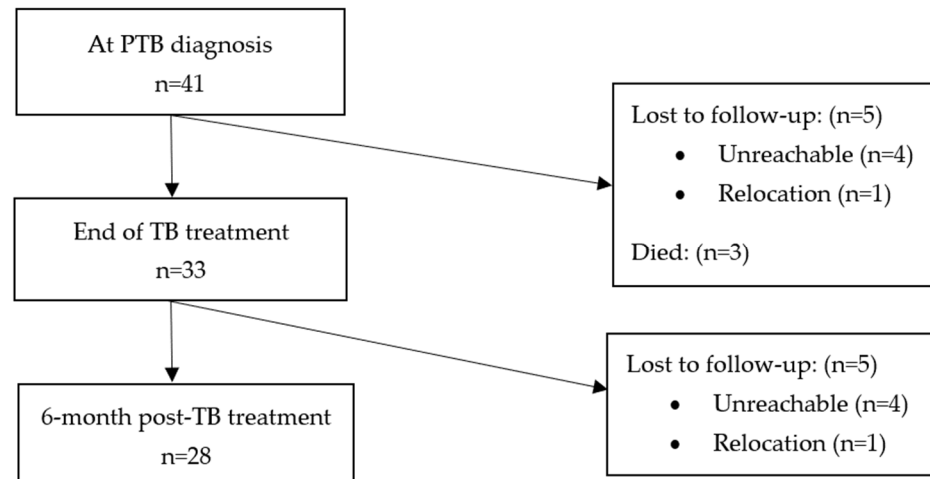 At PTB diagnosis
n=41
Lost to follow-up: (n=5)
• Unreachable (n=4)
• Relocation (n=1)
Died: (n=3)
End of TB treatment
n=33
Lost to follow-up: (n=5)
• Unreachable (n=4)
• Relocation (n=1)
6-month post-TB treatment
n=28